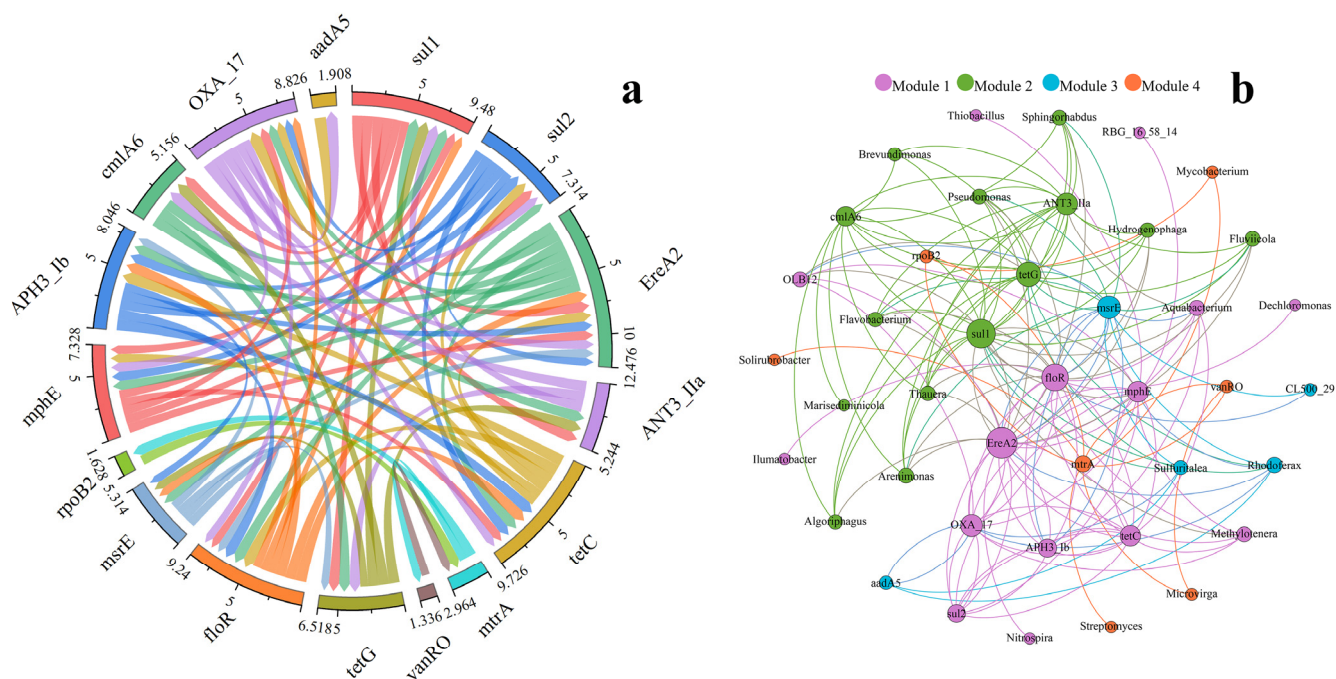 a
aadA5
1.908
sul1
5
9.48
sul2
7.314
5
EreA2
10
12.476
ANT3_IIa
5.244
tetC
5
9.726
mtrA
2.964
vanRO
1.336
tetG
6.5185
floR
5
9.24
msrE
5.314
rpoB2
1.628
mphE
5
7.328
APH3_Ib
5
8.046
cmlA6
5.156
OXA_17
5
8.826
b
Module 1 Module 2 Module 3 Module 4
Thiobacillus
Sphingorhabdus
RBG_16_58_14
Brevundimonas
Mycobacterium
Pseudomonas
ANT3_IIa
cmlA6
Hydrogenophaga
Fluviicola
rpoB2
tetG
OLB12
msrE
Aquabacterium
Dechloromonas
Flavobacterium
sul1
Solirubrobacter
floR
mphE
vanRO
CL500_29
Thauera
Marisediminicola
EreA2
Ilumatobacter
mtrA
Sulfuritalea
Rhodoferax
Arenimonas
Algoriphagus
OXA_17
APH3_Ib
tetC
Methylotenera
aadA5
Microvirga
sul2
Streptomyces
Nitrospira